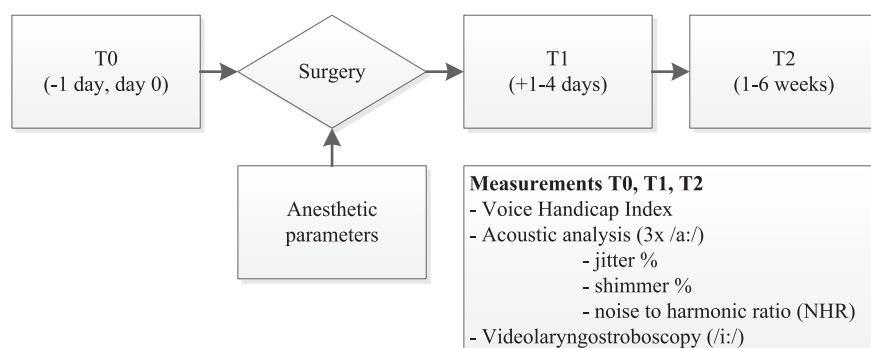 T0
(-1 day, day 0)
Surgery
T1
(+1-4 days)
T2
(1-6 weeks)
Anesthetic
parameters
Measurements T0, T1, T2
- Voice Handicap Index
- Acoustic analysis (3x /a:/)
- jitter %
- shimmer %
- noise to harmonic ratio (NHR)
- Videolaryngostroboscopy (/i:/)